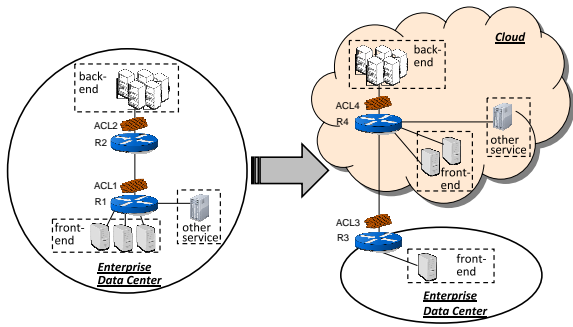 back-
end
ACL2
R2
ACL1
R1
front-
end
other
service
Enterprise
Data Center
Cloud
back-
end
ACL4
R4
other
service
front-
end
ACL3
R3
front-
end
Enterprise
Data Center